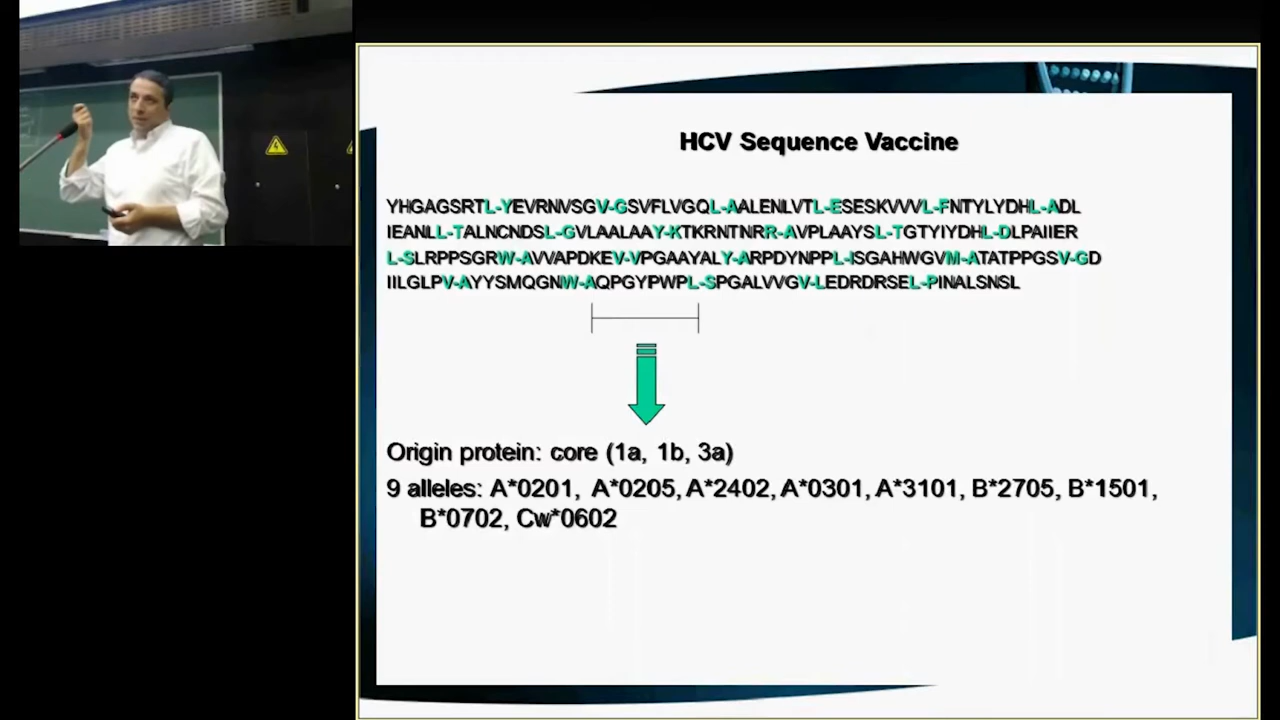 HCV Sequence Vaccine
YHGAGSRTL-YEVRNVSGV-GSVFLVGQL-AALENLVTL-ESESKVVVL-FNTYLYDHL-ADL
IEANLL-TALNCNDSL-GVLAALAAY-KTKRNTNRR-AVPLAAYSL-TGTYIYDHL-DLPAIIER
L-SLRPPSGRW-AVVAPDKEV-VPGAAYALY-ARPDYNPPL-ISGAHWGVM-ATATPPGSV-GD
IILGLPV-AYYSMQGNW-AQPGYPWPL-SPGALVVGV-LEDRDRSEL-PINALSNSL
Origin protein: core (1a, 1b, 3a)
9 alleles: A*0201, A*0205, A*2402, A*0301, A*3101, B*2705, B*1501,
B*0702, Cw*0602